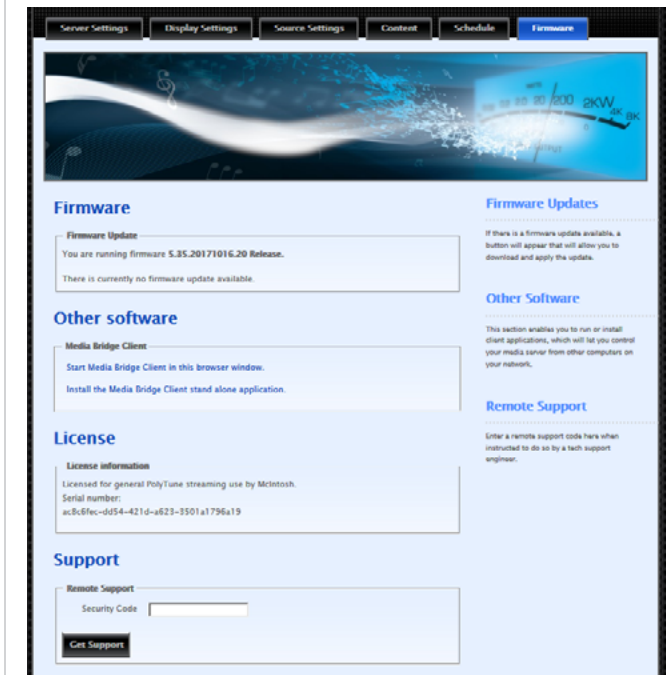 Server Settings
Display Settings
Source Settings
Content
Schedule
Firmware
200 2KW
4K 8K
Firmware
Firmware Update
You are running firmware 5.35.20171016.20 Release.
There is currently no firmware update available.
Other software
Media Bridge Client
Start Media Bridge Client in this browser window.
Install the Media Bridge Client stand alone application.
License
License information
Licensed for general PolyTune streaming use by McIntosh.
Serial number:
ac8c6fec-dd54-421d-a623-3501a1796a19
Support
Remote Support
Security Code
Get Support
Firmware Updates
If there is a firmware update available, a
button will appear that will allow you to
download and apply the update.
Other Software
This section enables you to run or install
client applications, which will let you control
your media server from other computers on
your network.
Remote Support
Enter a remote support code here when
instructed to do so by a tech support
engineer.